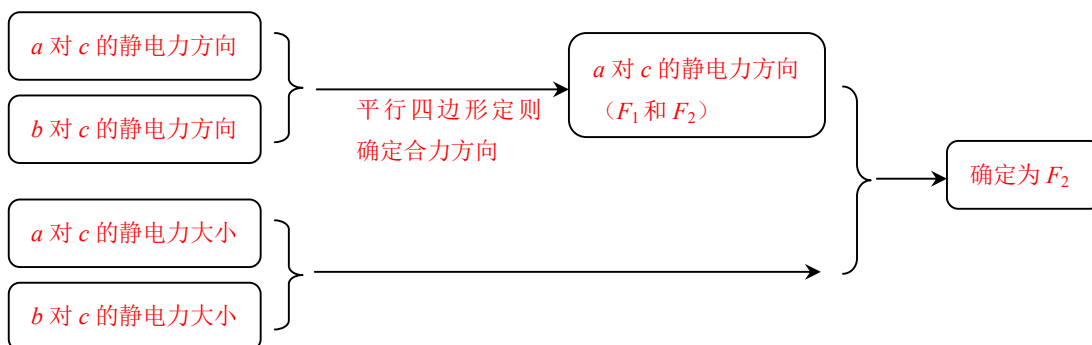 a 对 c 的静电力方向
b 对 c 的静电力方向
平行四边形定则
确定合力方向
a 对 c 的静电力方向
（F₁和 F₂）
确定为 F₂
a 对 c 的静电力大小
b 对 c 的静电力大小